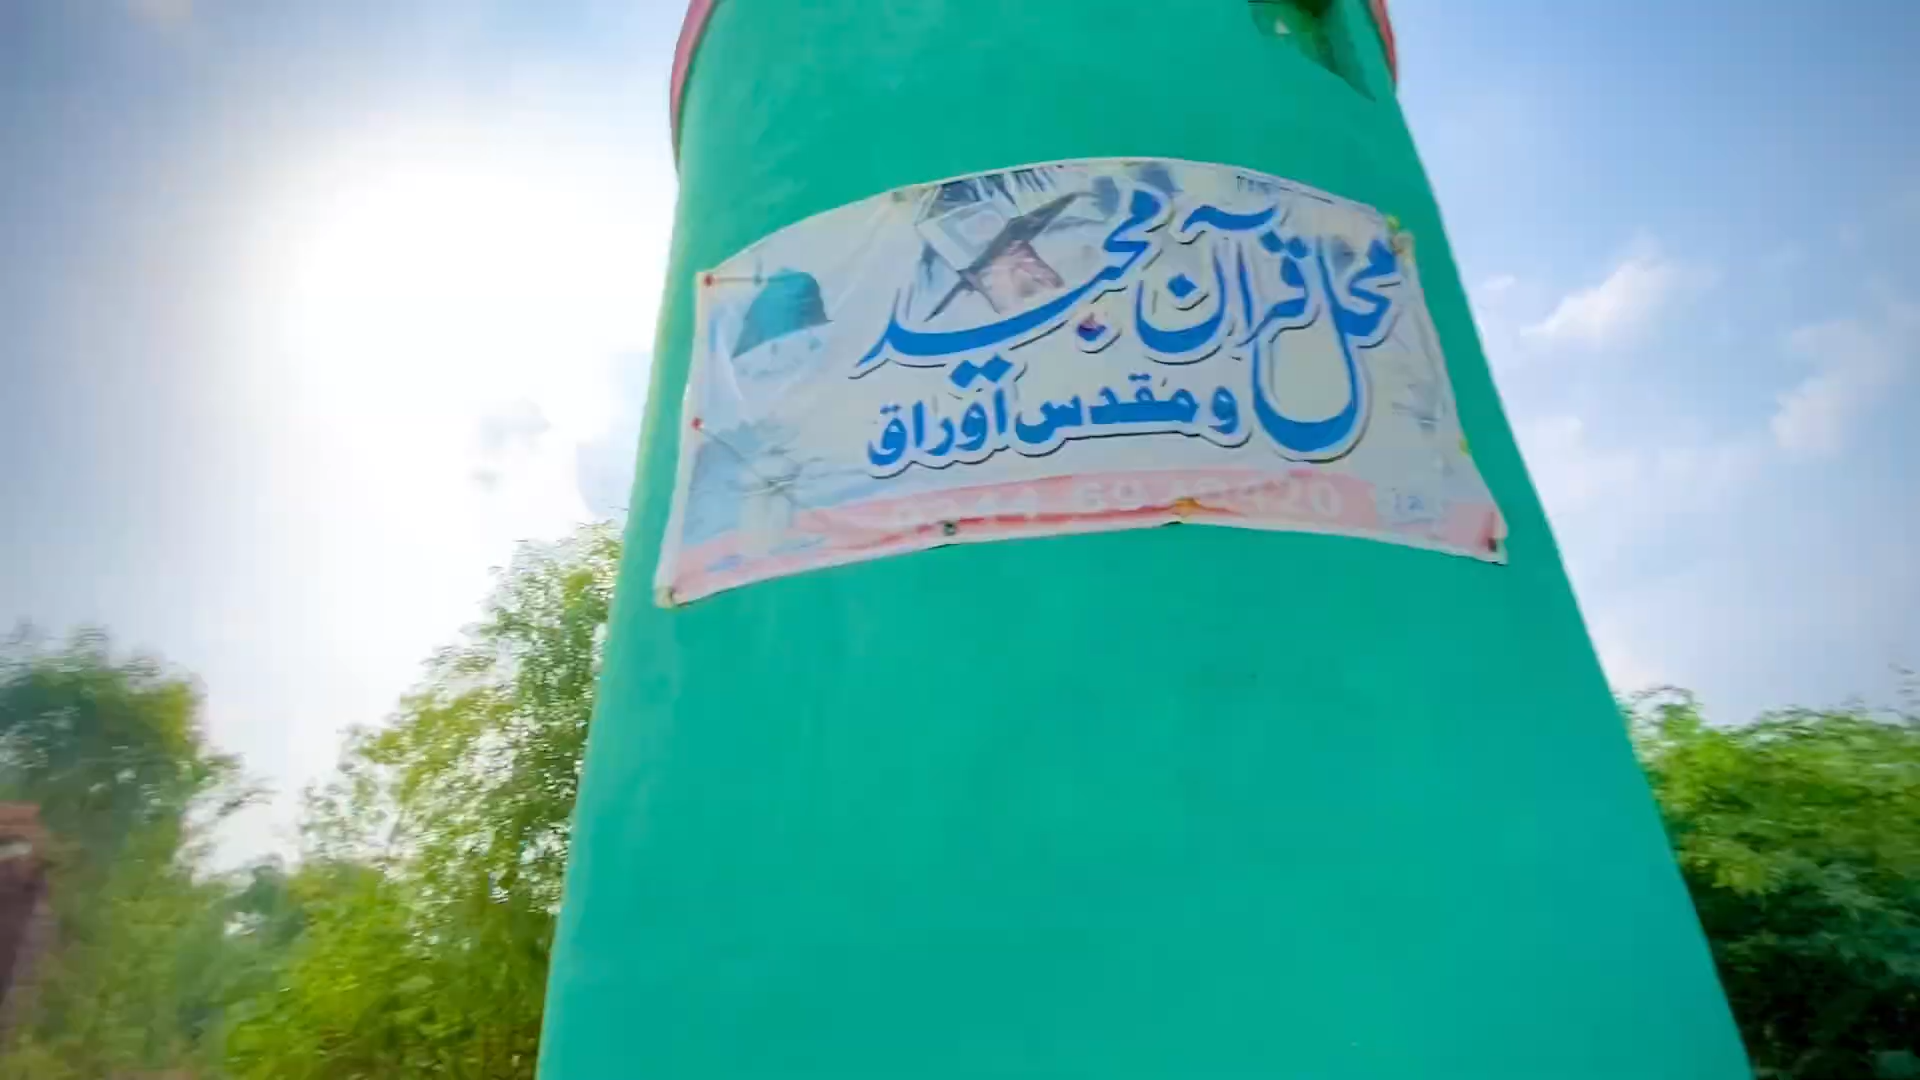 محل قرآن مجید
و مقدس اوراق